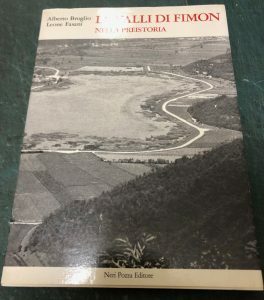 Alberto Broglio
Leone Fasani
LE VALLI DI FIMON
NELLA PREISTORIA
Neri Pozza Editore